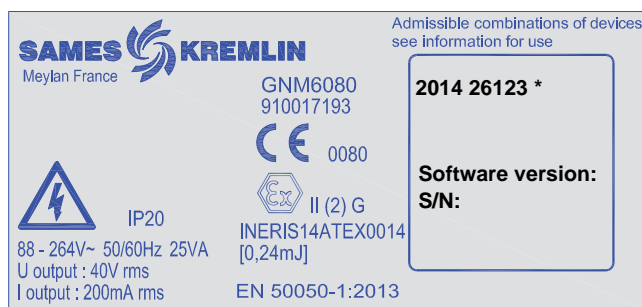 SAMES KREMLIN
Meylan France
Admissible combinations of devices
see information for use
GNM6080
910017193
CE 0080
Ex II (2) G
INERIS14ATEX0014
[0,24mJ]
EN 50050-1:2013
IP20
88 - 264V~ 50/60Hz 25VA
U output : 40V rms
I output : 200mA rms
2014 26123 *
Software version:
S/N: